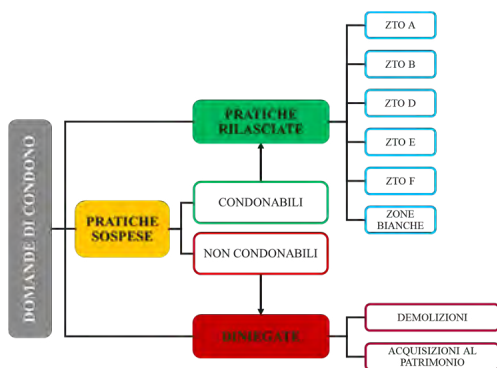 DOMANDE DI CONDONO
PRATICHE
RILASCIATE
PRATICHE
SOSPESE
CONDONABILI
NON CONDONABILI
DINIEGATE
ZTO A
ZTO B
ZTO D
ZTO E
ZTO F
ZONE
BIANCHE
DEMOLIZIONI
ACQUISIZIONI AL
PATRIMONIO